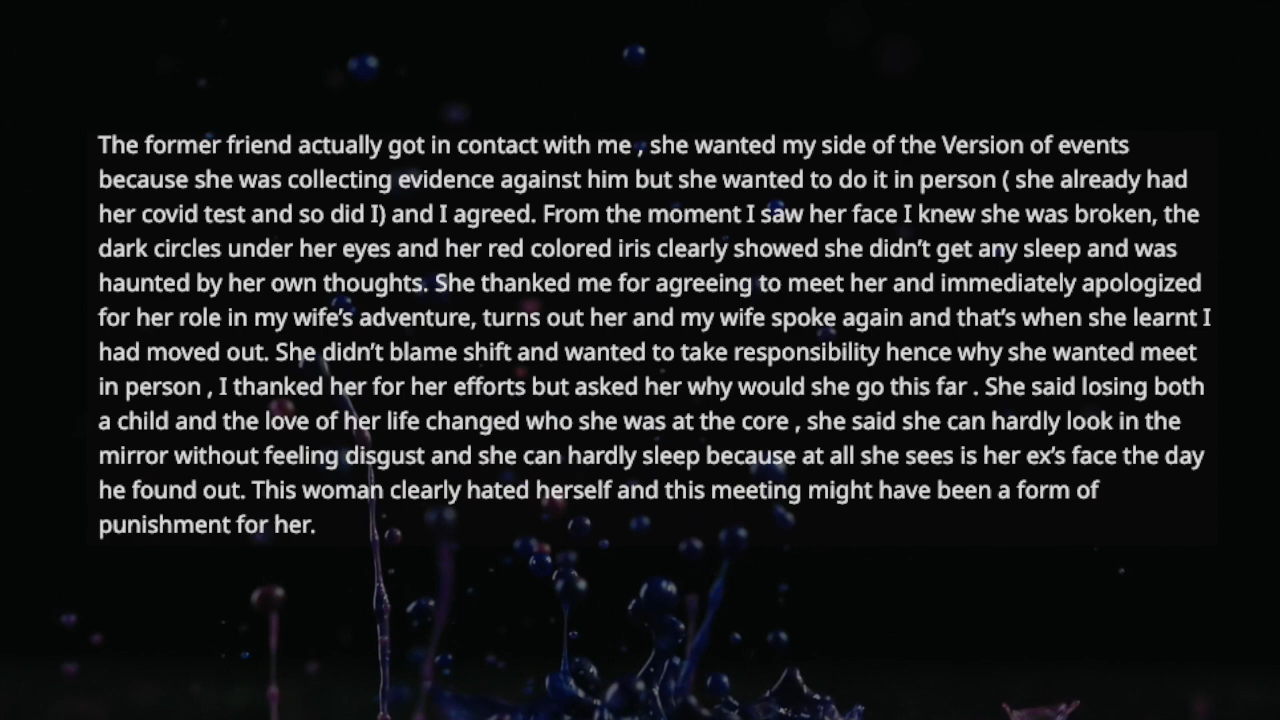 The former friend actually got in contact with me , she wanted my side of the Version of events
because she was collecting evidence against him but she wanted to do it in person ( she already had
her covid test and so did I) and I agreed. From the moment I saw her face I knew she was broken, the
dark circles under her eyes and her red colored iris clearly showed she didn’t get any sleep and was
haunted by her own thoughts. She thanked me for agreeing to meet her and immediately apologized
for her role in my wife’s adventure, turns out her and my wife spoke again and that’s when she learnt I
had moved out. She didn’t blame shift and wanted to take responsibility hence why she wanted meet
in person , I thanked her for her efforts but asked her why would she go this far . She said losing both
a child and the love of her life changed who she was at the core , she said she can hardly look in the
mirror without feeling disgust and she can hardly sleep because at all she sees is her ex’s face the day
he found out. This woman clearly hated herself and this meeting might have been a form of
punishment for her.